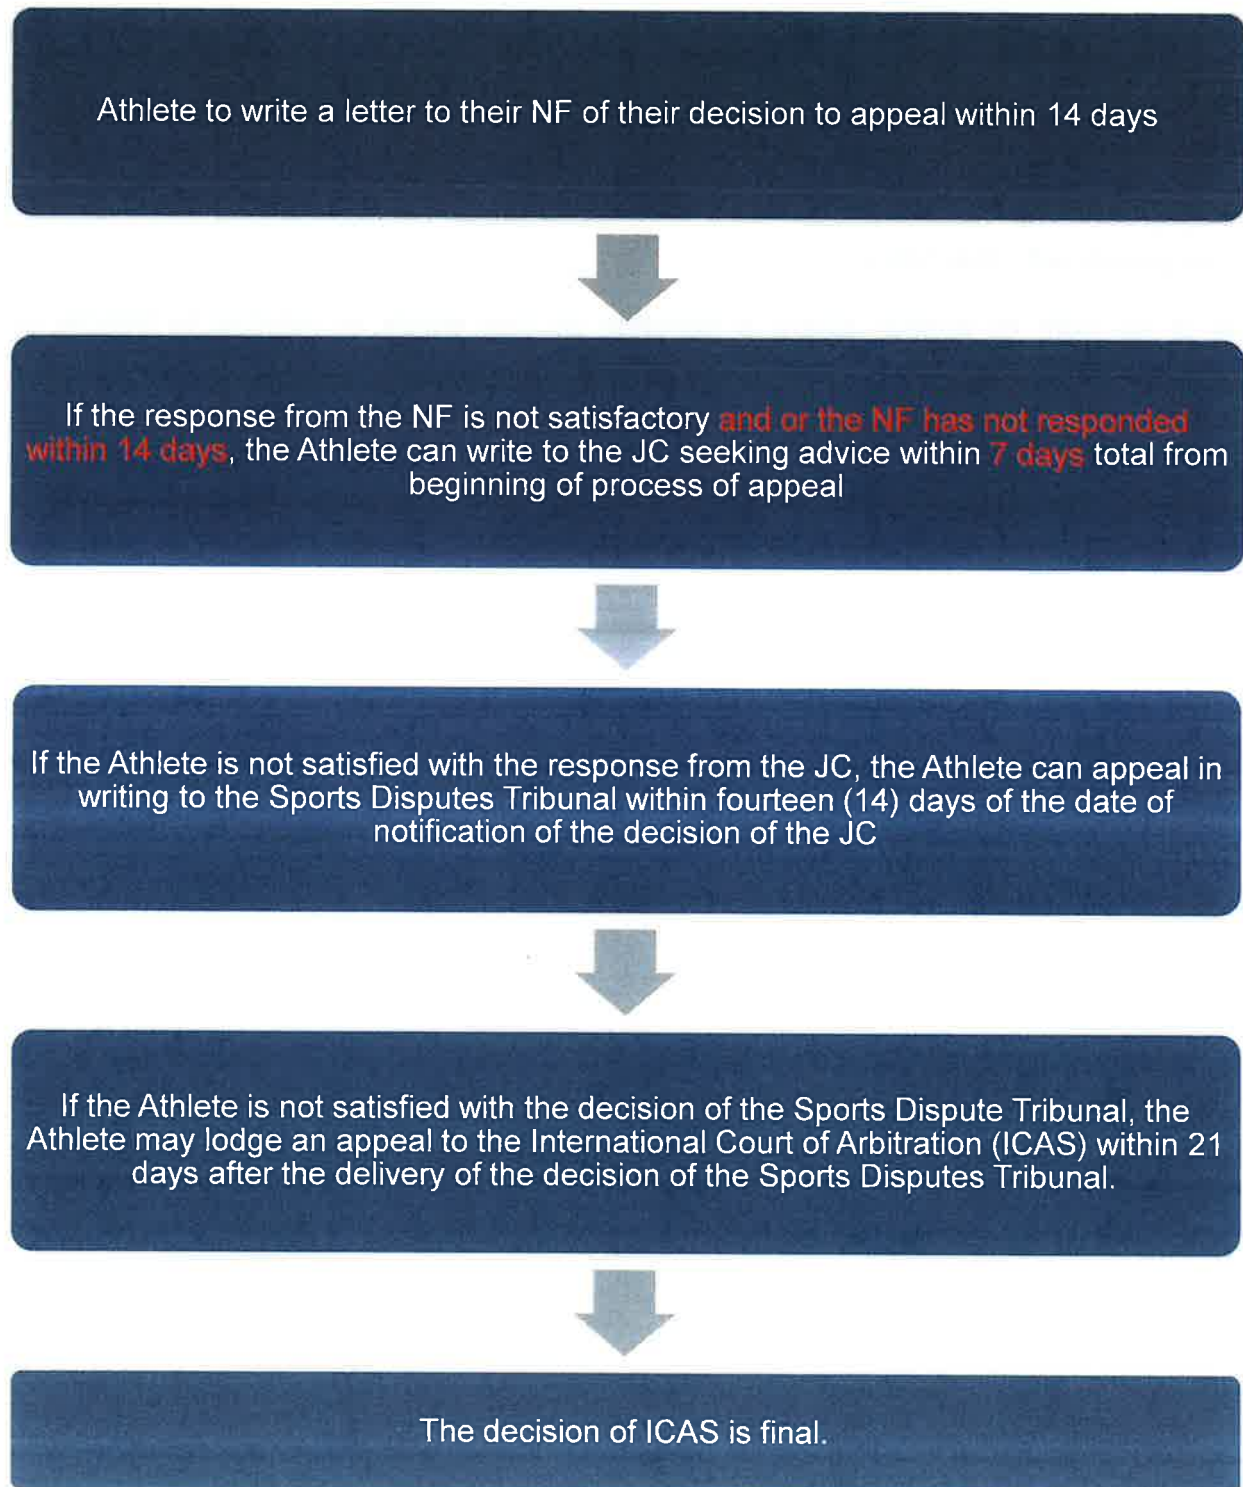 Athlete to write a letter to their NF of their decision to appeal within 14 days
If the response from the NF is not satisfactory and or the NF has not responded
within 14 days, the Athlete can write to the JC seeking advice within 7 days total from
beginning of process of appeal
If the Athlete is not satisfied with the response from the JC, the Athlete can appeal in
writing to the Sports Disputes Tribunal within fourteen (14) days of the date of
notification of the decision of the JC
If the Athlete is not satisfied with the decision of the Sports Dispute Tribunal, the
Athlete may lodge an appeal to the International Court of Arbitration (ICAS) within 21
days after the delivery of the decision of the Sports Disputes Tribunal.
The decision of ICAS is final.